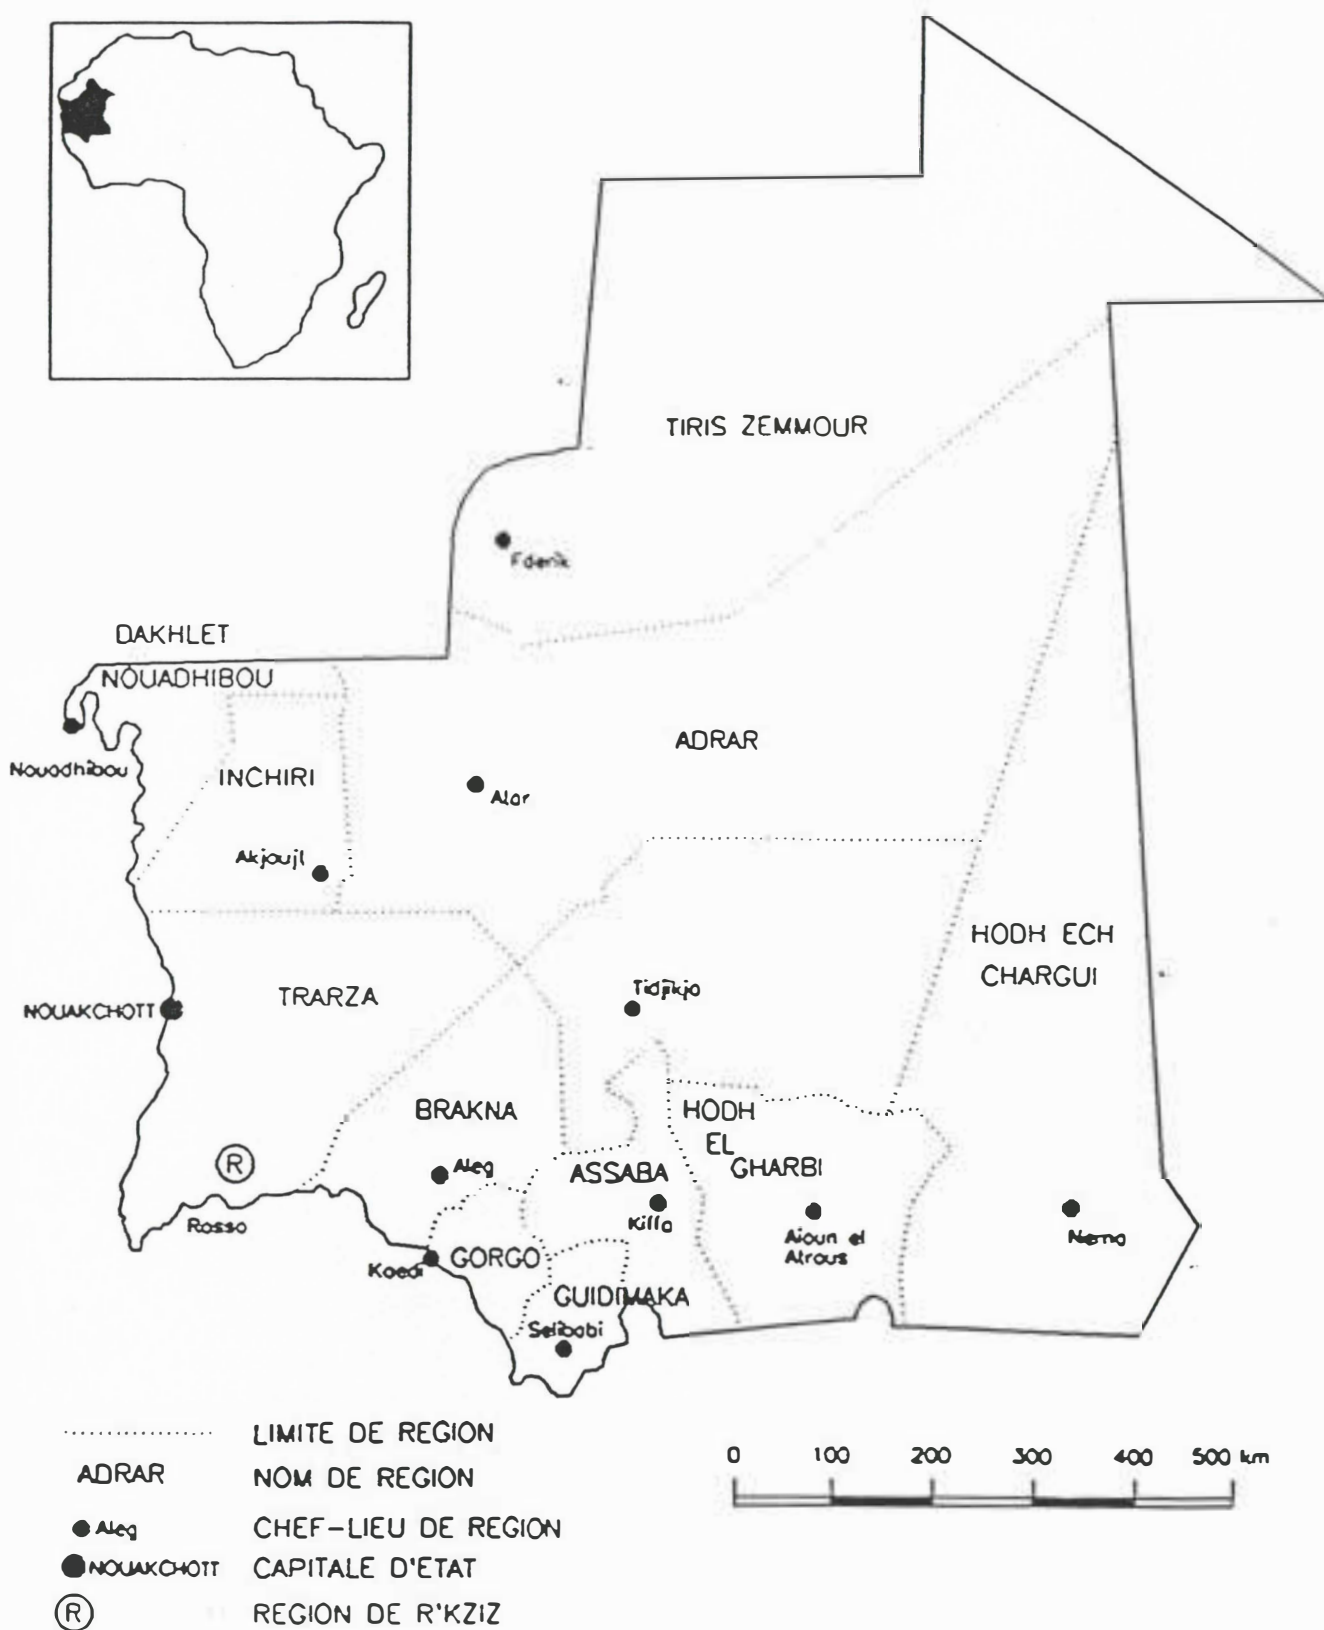 TIRIS ZEMMOUR
Fderik
DAKHLET
NOUADHIBOU
Nouadhibou
INCHIRI
ADRAR
Atar
Akjoujt
HODH ECH
CHARGUI
TRARZA
Tidjikja
NOUAKCHOTT
BRAKNA
HODH
EL
GHARBI
R
Aleg
ASSABA
Kiffa
Rosso
Aioun el
Atrous
Nema
Kaedi
GORGO
GUIDIMAKA
Selibabi
LIMITE DE REGION
ADRAR NOM DE REGION
Aleg CHEF-LIEU DE REGION
NOUAKCHOTT CAPITALE D'ETAT
R REGION DE R'KZIZ
0 100 200 300 400 500 km